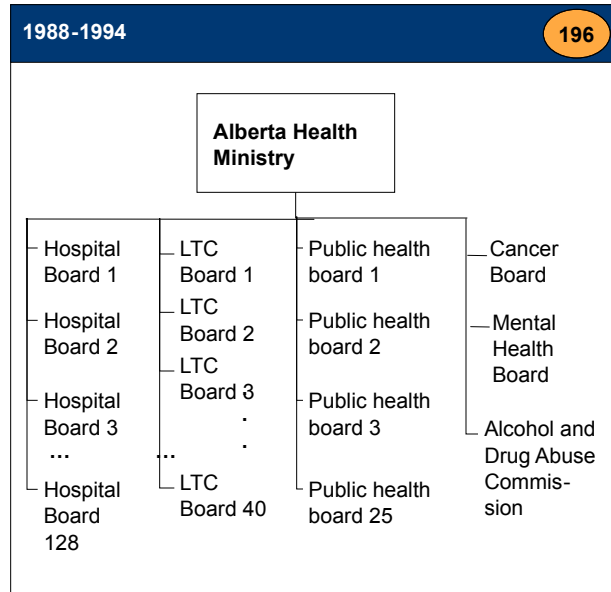 1988-1994
196
Alberta Health
Ministry
Hospital
Board 1
Hospital
Board 2
Hospital
Board 3
...
Hospital
Board
128
LTC
Board 1
LTC
Board 2
LTC
Board 3
.
.
.
...
LTC
Board 40
Public health
board 1
Public health
board 2
Public health
board 3
Public health
board 25
Cancer
Board
Mental
Health
Board
Alcohol and
Drug Abuse
Commis-
sion